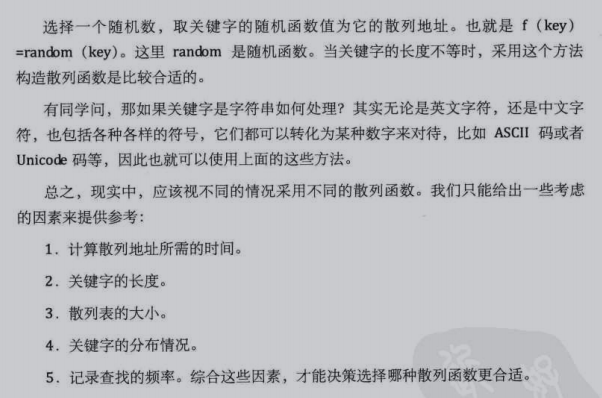 选择一个随机数，取关键字的随机函数值为它的散列地址。也就是 f（key）
=random（key）。这里 random 是随机函数。当关键字的长度不等时，采用这个方法
构造散列函数是比较合适的。
有同学问，那如果关键字是字符串如何处理？其实无论是英文字符，还是中文字
符，也包括各种各样的符号，它们都可以转化为某种数字来对待，比如 ASCII 码或者
Unicode 码等，因此也就可以使用上面的这些方法。
总之，现实中，应该视不同的情况采用不同的散列函数。我们只能给出一些考虑
的因素来提供参考：
1．计算散列地址所需的时间。
2．关键字的长度。
3．散列表的大小。
4．关键字的分布情况。
5．记录查找的频率。综合这些因素，才能决策选择哪种散列函数更合适。